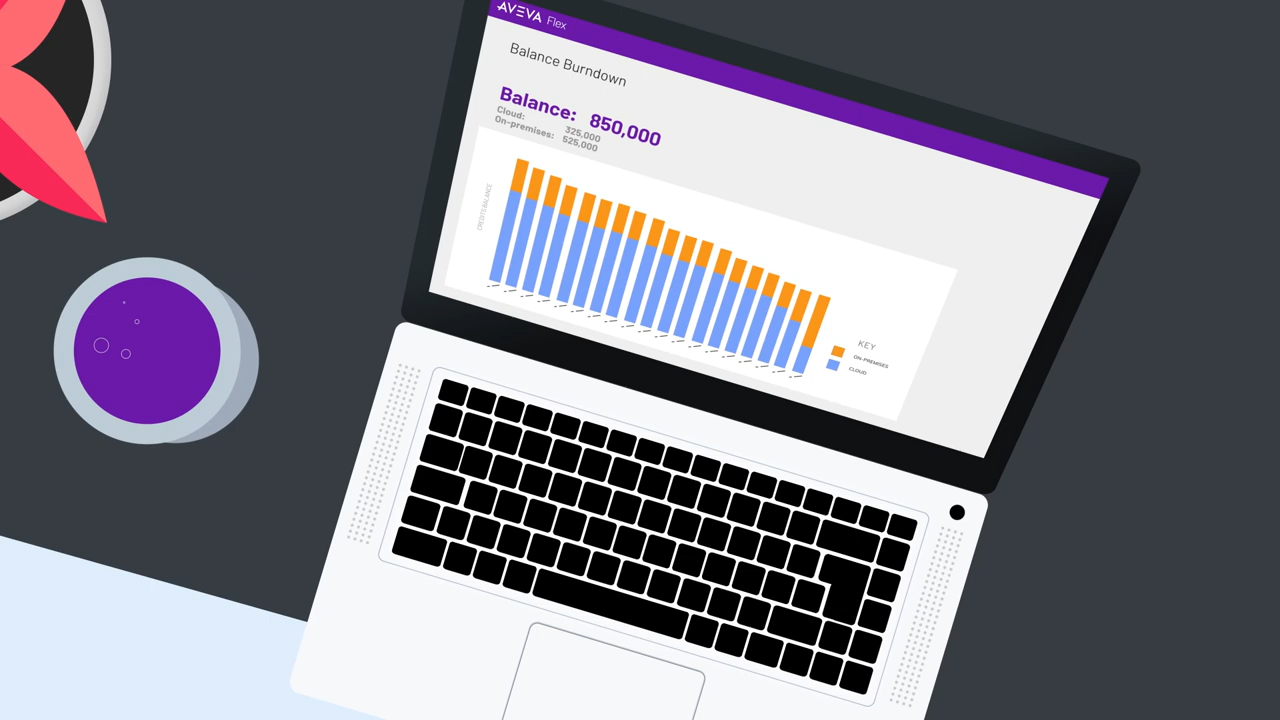 AVEVA Flex
Balance Burndown
Balance: 850,000
Cloud: 325,000
On-premises: 525,000
CREDITS BALANCE
KEY
ON-PREMISES
CLOUD